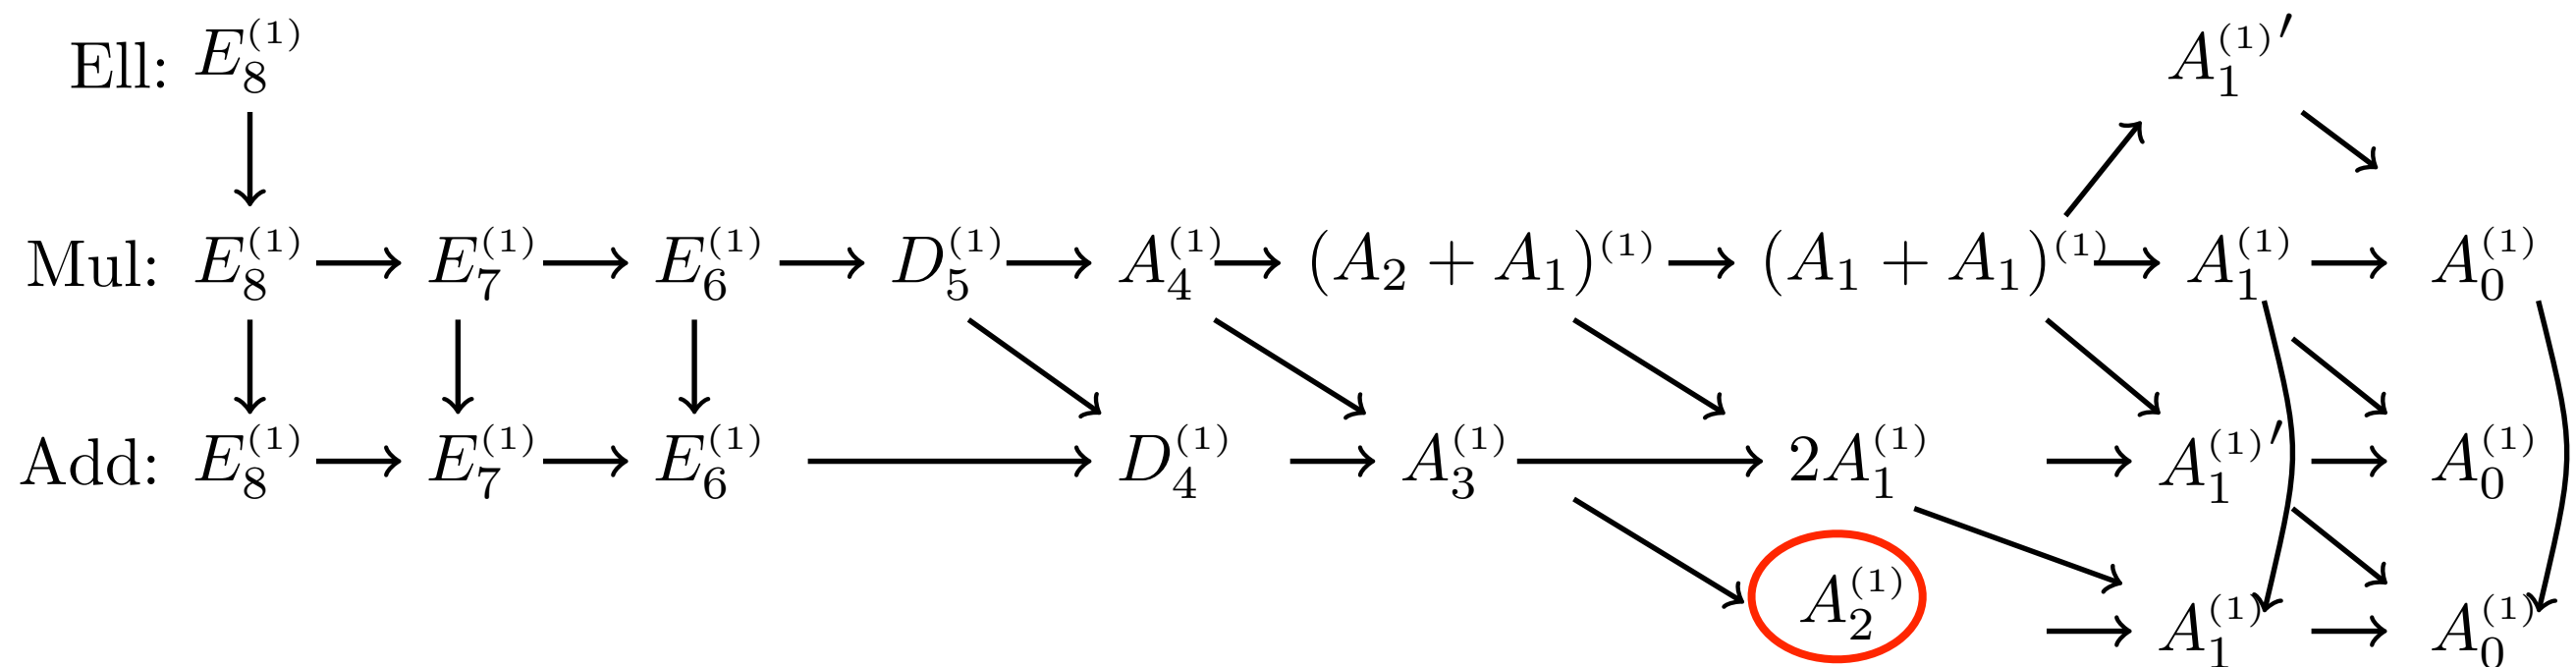 Ell: E_8^{(1)} A_1^{(1)'}
Mul: E_8^{(1)} → E_7^{(1)} → E_6^{(1)} → D_5^{(1)} → A_4^{(1)} → (A_2 + A_1)^{(1)} → (A_1 + A_1)^{(1)} → A_1^{(1)} → A_0^{(1)}
Add: E_8^{(1)} → E_7^{(1)} → E_6^{(1)} → D_4^{(1)} → A_3^{(1)} → 2A_1^{(1)} → A_1^{(1)'} → A_0^{(1)}
A_2^{(1)} → A_1^{(1)} → A_0^{(1)}